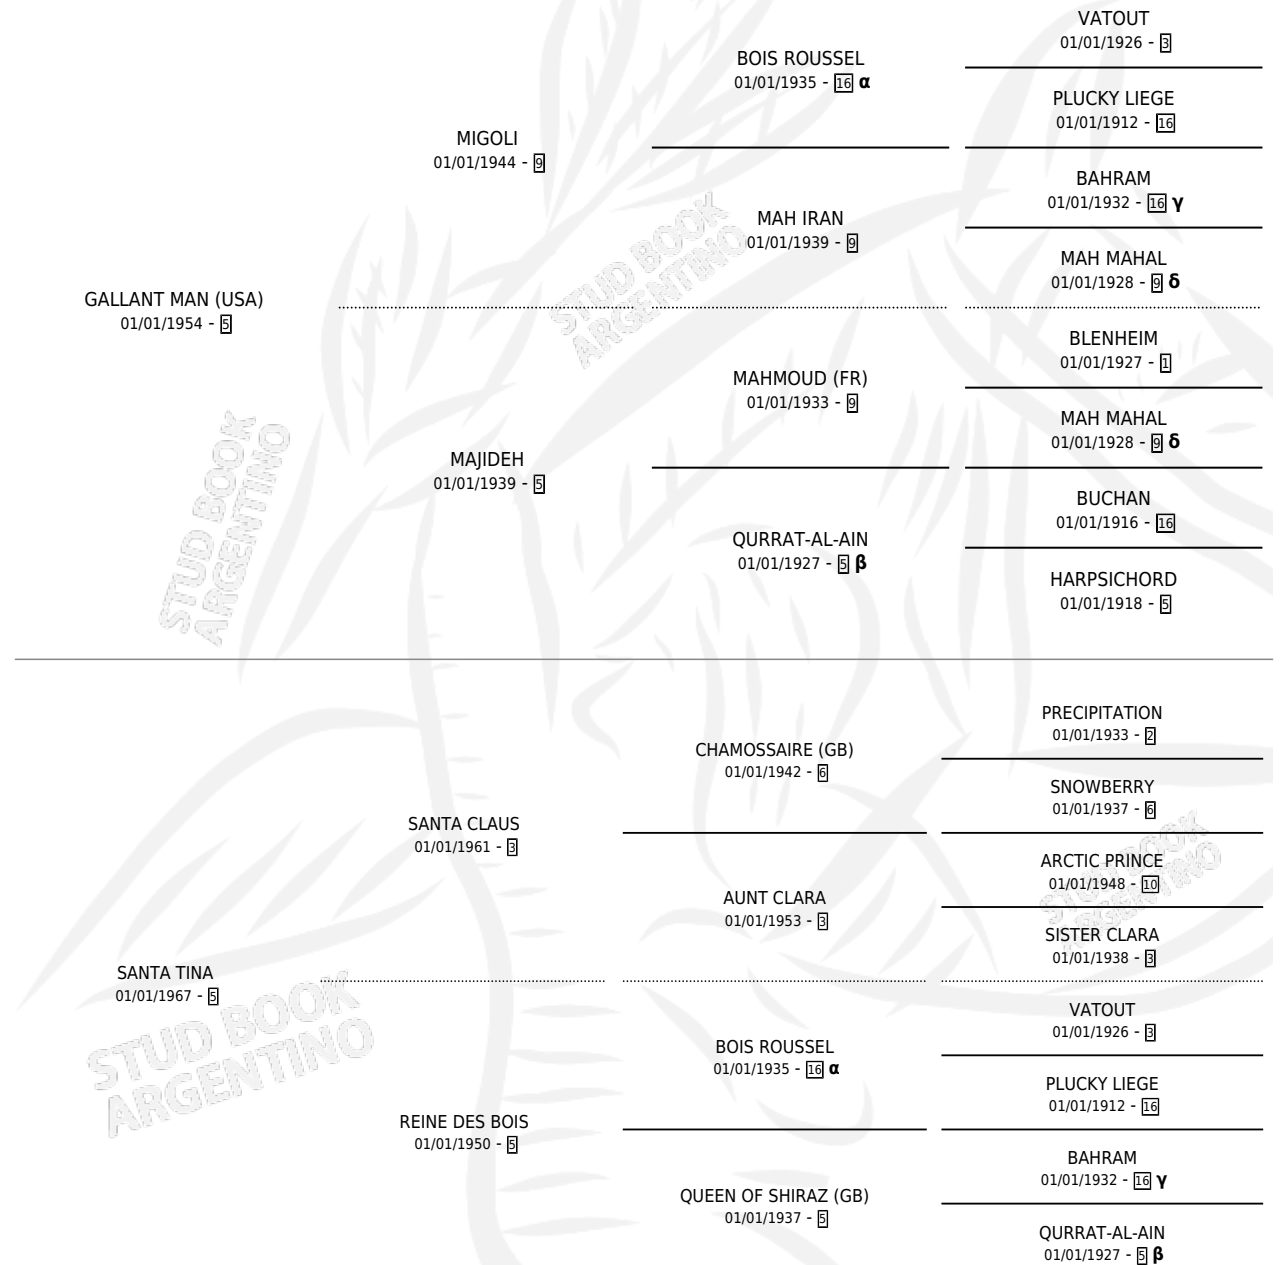 GALLANT MAN (USA)
01/01/1954 - 5
MIGOLI
01/01/1944 - 9
MAJIDEH
01/01/1939 - 5
BOIS ROUSSEL
01/01/1935 - 16 α
MAH IRAN
01/01/1939 - 9
MAHMOUD (FR)
01/01/1933 - 9
QURRAT-AL-AIN
01/01/1927 - 5 β
VATOUT
01/01/1926 - 3
PLUCKY LIEGE
01/01/1912 - 16
BAHRAM
01/01/1932 - 16 γ
MAH MAHAL
01/01/1928 - 9 δ
BLENHEIM
01/01/1927 - 1
MAH MAHAL
01/01/1928 - 9 δ
BUCHAN
01/01/1916 - 16
HARPSICHORD
01/01/1918 - 5
SANTA TINA
01/01/1967 - 5
SANTA CLAUS
01/01/1961 - 3
REINE DES BOIS
01/01/1950 - 5
CHAMOSSAIRE (GB)
01/01/1942 - 6
AUNT CLARA
01/01/1953 - 3
BOIS ROUSSEL
01/01/1935 - 16 α
QUEEN OF SHIRAZ (GB)
01/01/1937 - 5
PRECIPITATION
01/01/1933 - 2
SNOWBERRY
01/01/1937 - 6
ARCTIC PRINCE
01/01/1948 - 10
SISTER CLARA
01/01/1938 - 3
VATOUT
01/01/1926 - 3
PLUCKY LIEGE
01/01/1912 - 16
BAHRAM
01/01/1932 - 16 γ
QURRAT-AL-AIN
01/01/1927 - 5 β
STUD BOOK
ARGENTINO
STUD BOOK
ARGENTINO
STUD BOOK
ARGENTINO
STUD BOOK
ARGENTINO